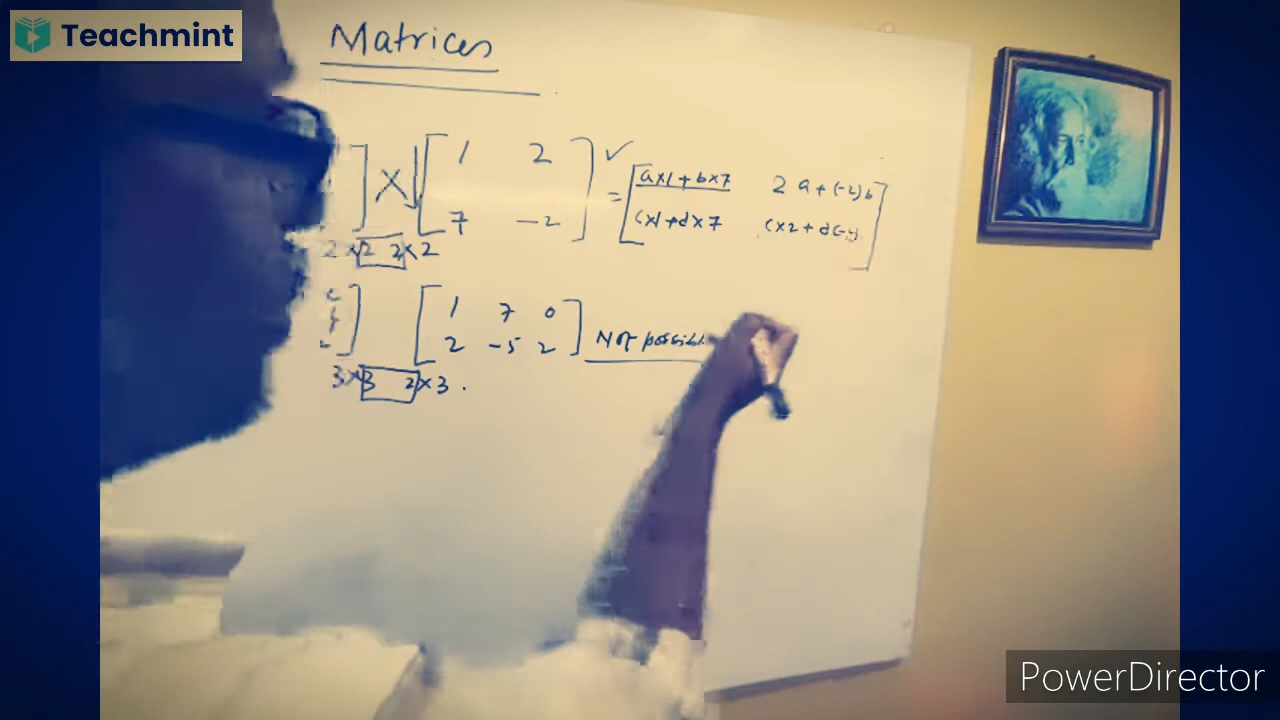 Teachmint
Matrices
] × [ 1 2 ] ✓
= [ a×1+b×7 2a+(-2)b
7 -2
c×1+d×7 c×2+d(-2) ]
2×2 2×2
] [ 1 7 0
2 -5 2 ] Not possible
3×3 2×3.
PowerDirector